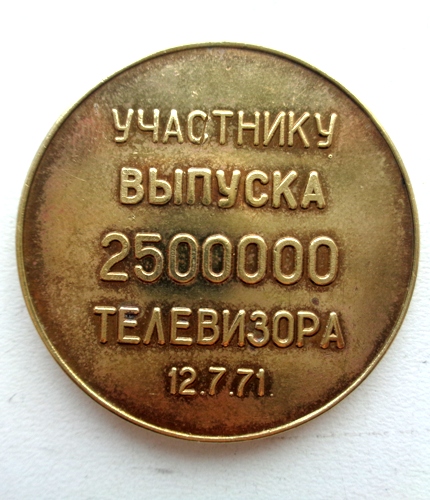 УЧАСТНИКУ
ВЫПУСКА
2500000
ТЕЛЕВИЗОРА
12.7.71.